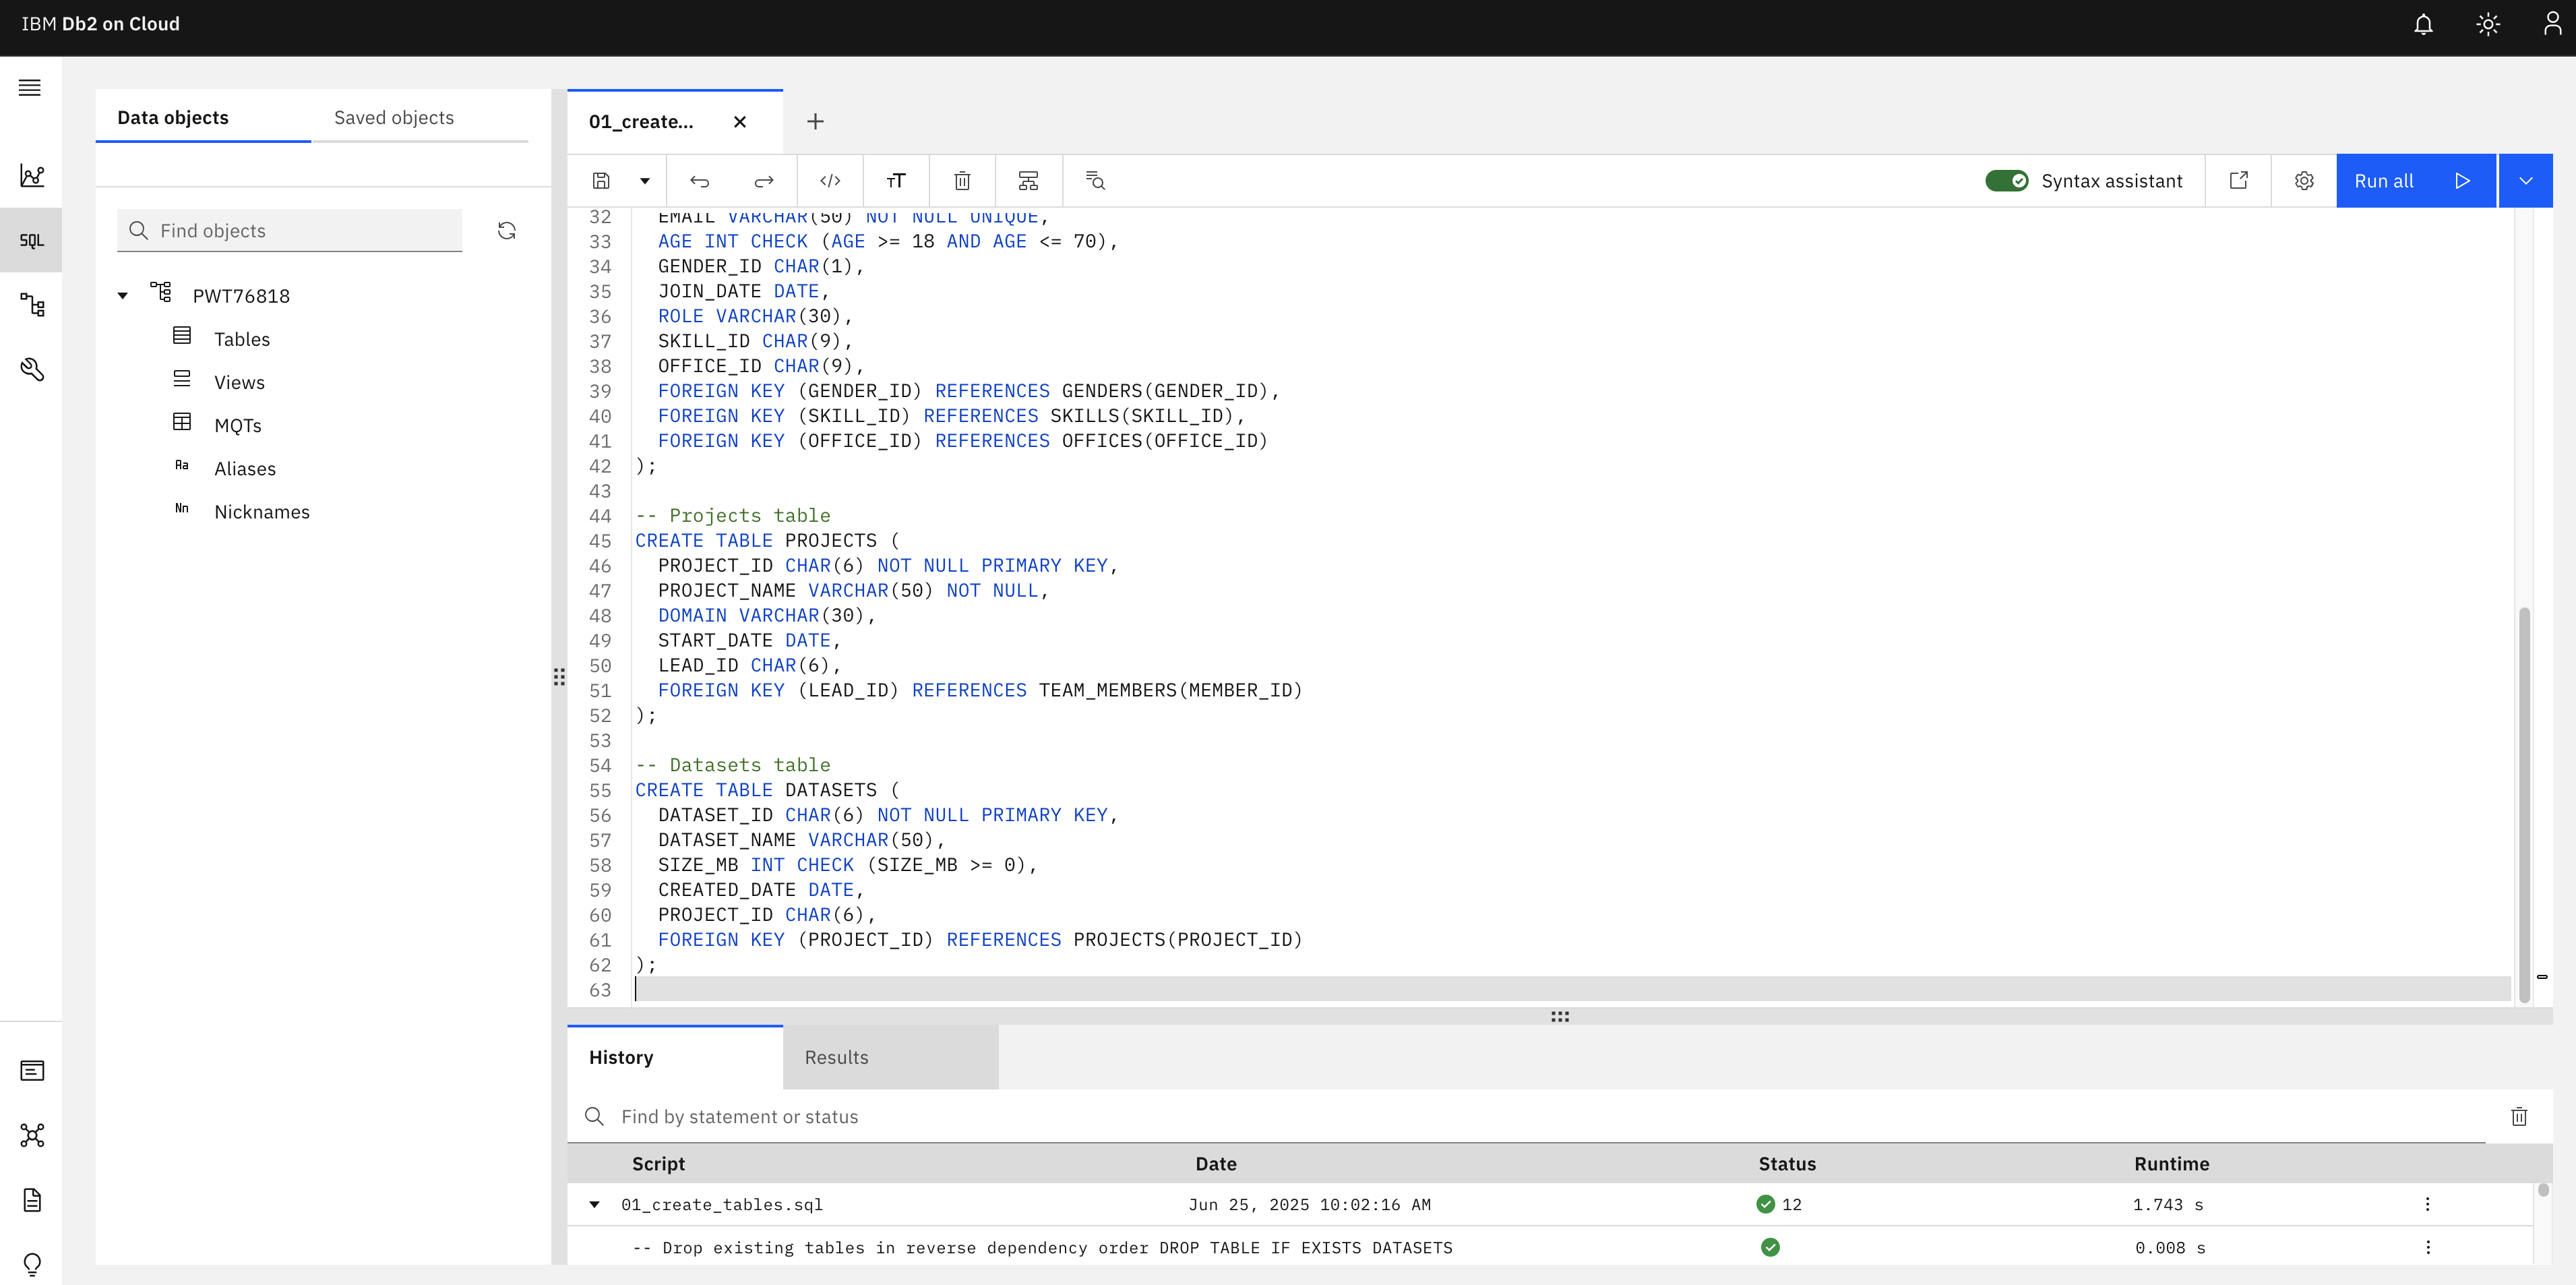 IBM Db2 on Cloud
Data objects
Saved objects
Find objects
PWT76818
Tables
Views
MQTs
Aa
Aliases
Nn
Nicknames
SQL
01_create...
Syntax assistant
Run all
32 EMAIL VARCHAR(50) NOT NULL UNIQUE,
33 AGE INT CHECK (AGE >= 18 AND AGE <= 70),
34 GENDER_ID CHAR(1),
35 JOIN_DATE DATE,
36 ROLE VARCHAR(30),
37 SKILL_ID CHAR(9),
38 OFFICE_ID CHAR(9),
39 FOREIGN KEY (GENDER_ID) REFERENCES GENDERS(GENDER_ID),
40 FOREIGN KEY (SKILL_ID) REFERENCES SKILLS(SKILL_ID),
41 FOREIGN KEY (OFFICE_ID) REFERENCES OFFICES(OFFICE_ID)
42 );
43
44 -- Projects table
45 CREATE TABLE PROJECTS (
46 PROJECT_ID CHAR(6) NOT NULL PRIMARY KEY,
47 PROJECT_NAME VARCHAR(50) NOT NULL,
48 DOMAIN VARCHAR(30),
49 START_DATE DATE,
50 LEAD_ID CHAR(6),
51 FOREIGN KEY (LEAD_ID) REFERENCES TEAM_MEMBERS(MEMBER_ID)
52 );
53
54 -- Datasets table
55 CREATE TABLE DATASETS (
56 DATASET_ID CHAR(6) NOT NULL PRIMARY KEY,
57 DATASET_NAME VARCHAR(50),
58 SIZE_MB INT CHECK (SIZE_MB >= 0),
59 CREATED_DATE DATE,
60 PROJECT_ID CHAR(6),
61 FOREIGN KEY (PROJECT_ID) REFERENCES PROJECTS(PROJECT_ID)
62 );
63
History
Results
Find by statement or status
Script Date Status Runtime
01_create_tables.sql Jun 25, 2025 10:02:16 AM 12 1.743 s
-- Drop existing tables in reverse dependency order DROP TABLE IF EXISTS DATASETS 0.008 s